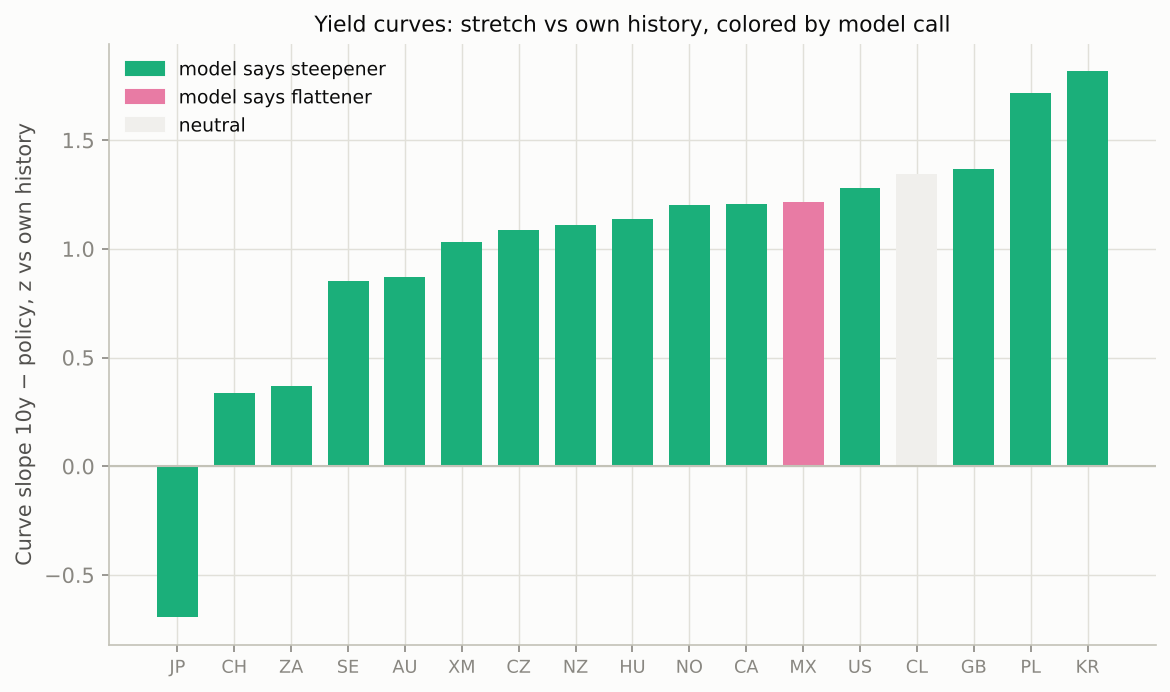 Yield curves: stretch vs own history, colored by model call
model says steepener
model says flattener
neutral
Curve slope 10y − policy, z vs own history
1.5
1.0
0.5
0.0
−0.5
JP CH ZA SE AU XM CZ NZ HU NO CA MX US CL GB PL KR